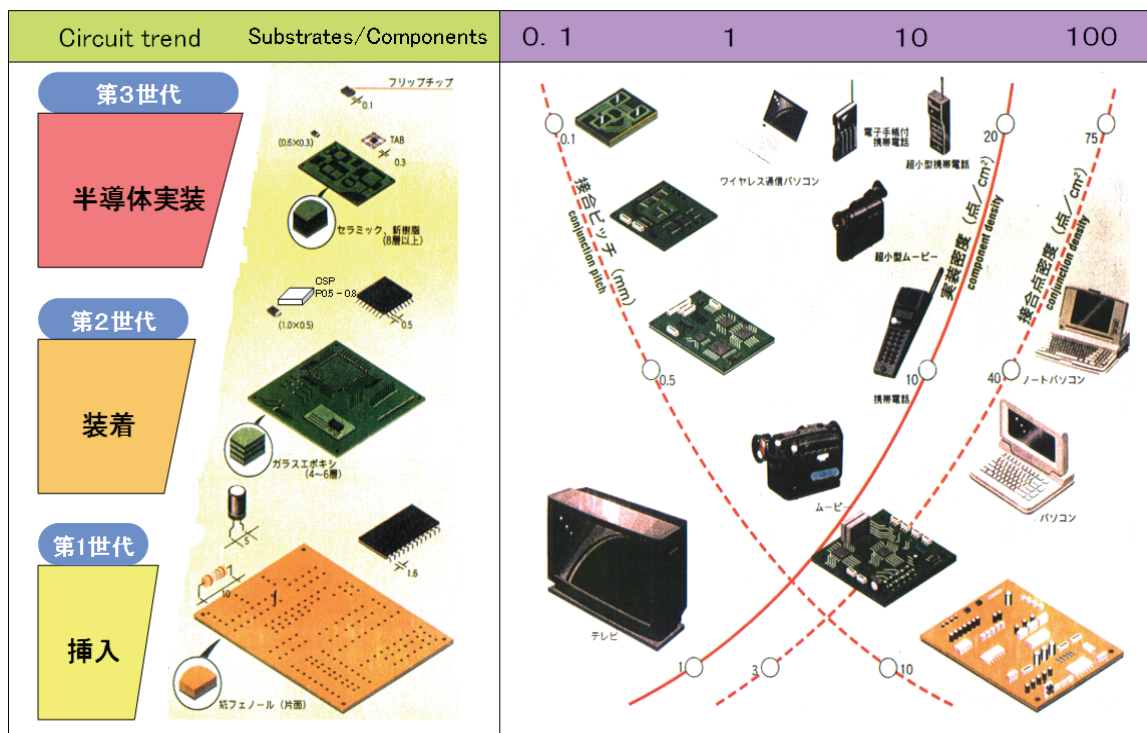 Circuit trend
Substrates/Components
0. 1
1
10
100
第3世代
半導体実装
フリップチップ
0.1
(0.6×0.3)
TAB
0.3
セラミック、新樹脂
(8層以上)
第2世代
装着
CSP
P0.5－0.8
(1.0×0.5)
0.5
ガラスエポキシ
(4～6層)
第1世代
挿入
5
1.6
10
紙フェノール (片面)
0.1
接合ピッチ (mm)
conjunction pitch
0.5
10
ワイヤレス通信パソコン
電子手帳付
携帯電話
超小型携帯電話
超小型ムービー
20
実装密度 (点/cm²)
component density
10
1
75
接合点密度 (点/cm²)
conjunction density
40
3
携帯電話
ノートパソコン
ムービー
パソコン
テレビ